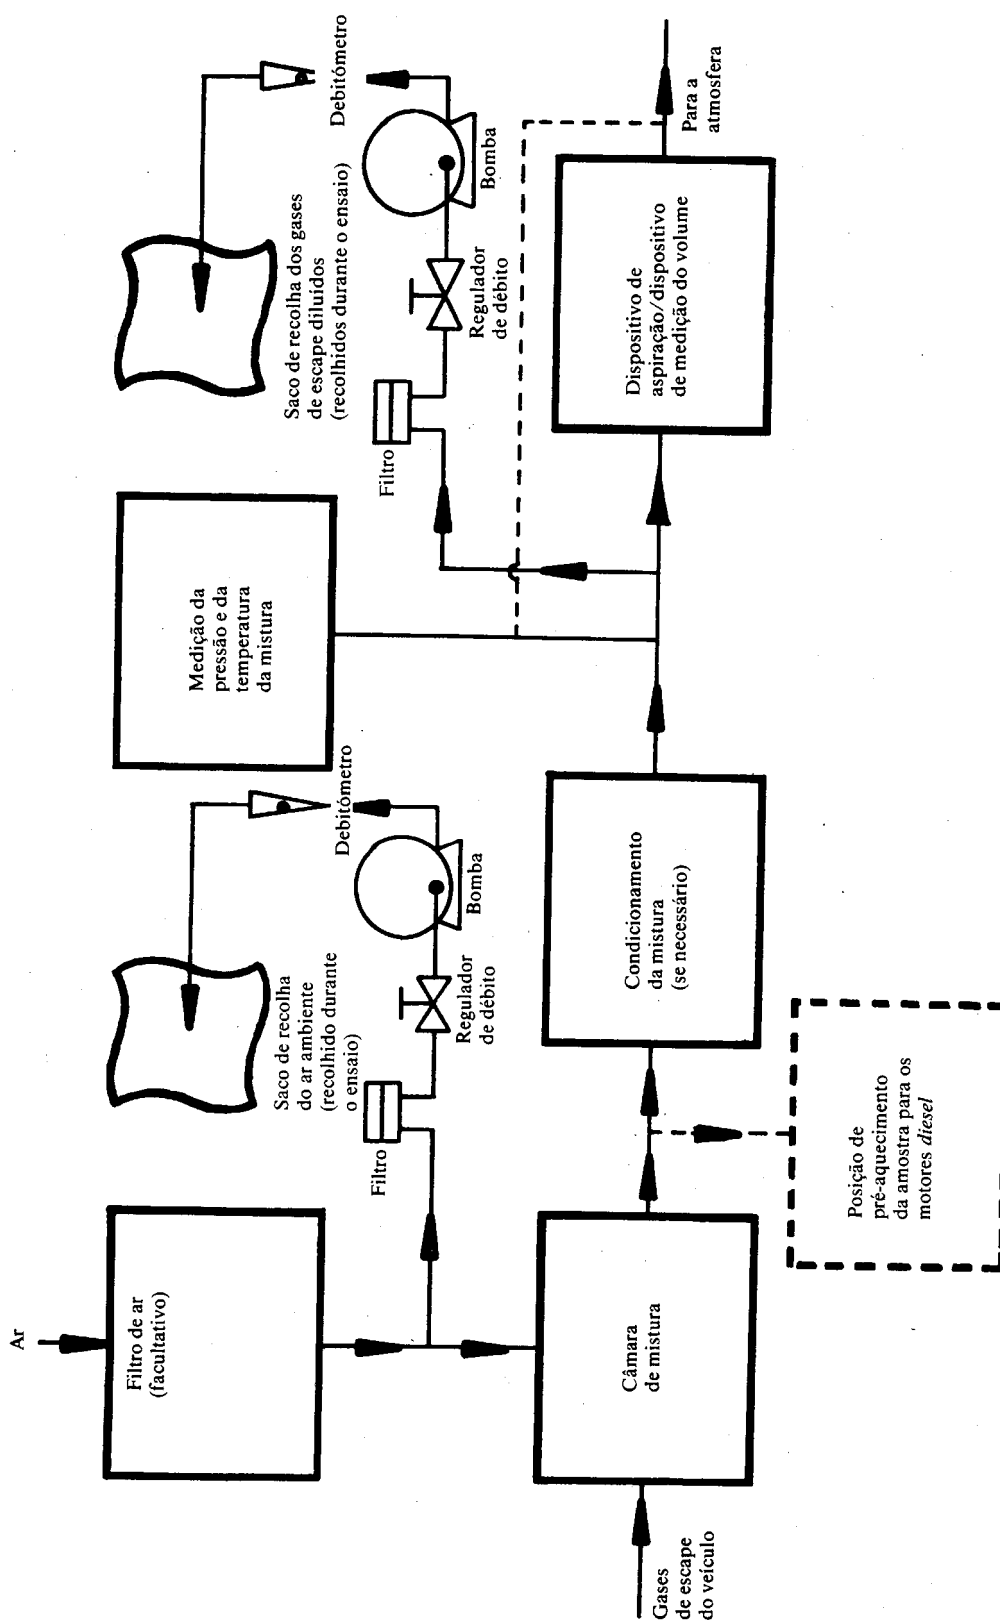 Ar
Filtro de ar
(facultativo)
Saco de recolha
do ar ambiente
(recolhido durante
o ensaio)
Filtro
Regulador
de débito
Bomba
Debitómetro
Medição da
pressão e da
temperatura
da mistura
Saco de recolha dos gases
de escape diluídos
(recolhidos durante o ensaio)
Filtro
Regulador
de débito
Bomba
Debitómetro
Gases
de escape
do veículo
Câmara
de mistura
Condicionamento
da mistura
(se necessário)
Dispositivo de
aspiração/dispositivo
de medição do volume
Para a
atmosfera
Posição de
pré-aquecimento
da amostra para os
motores diesel